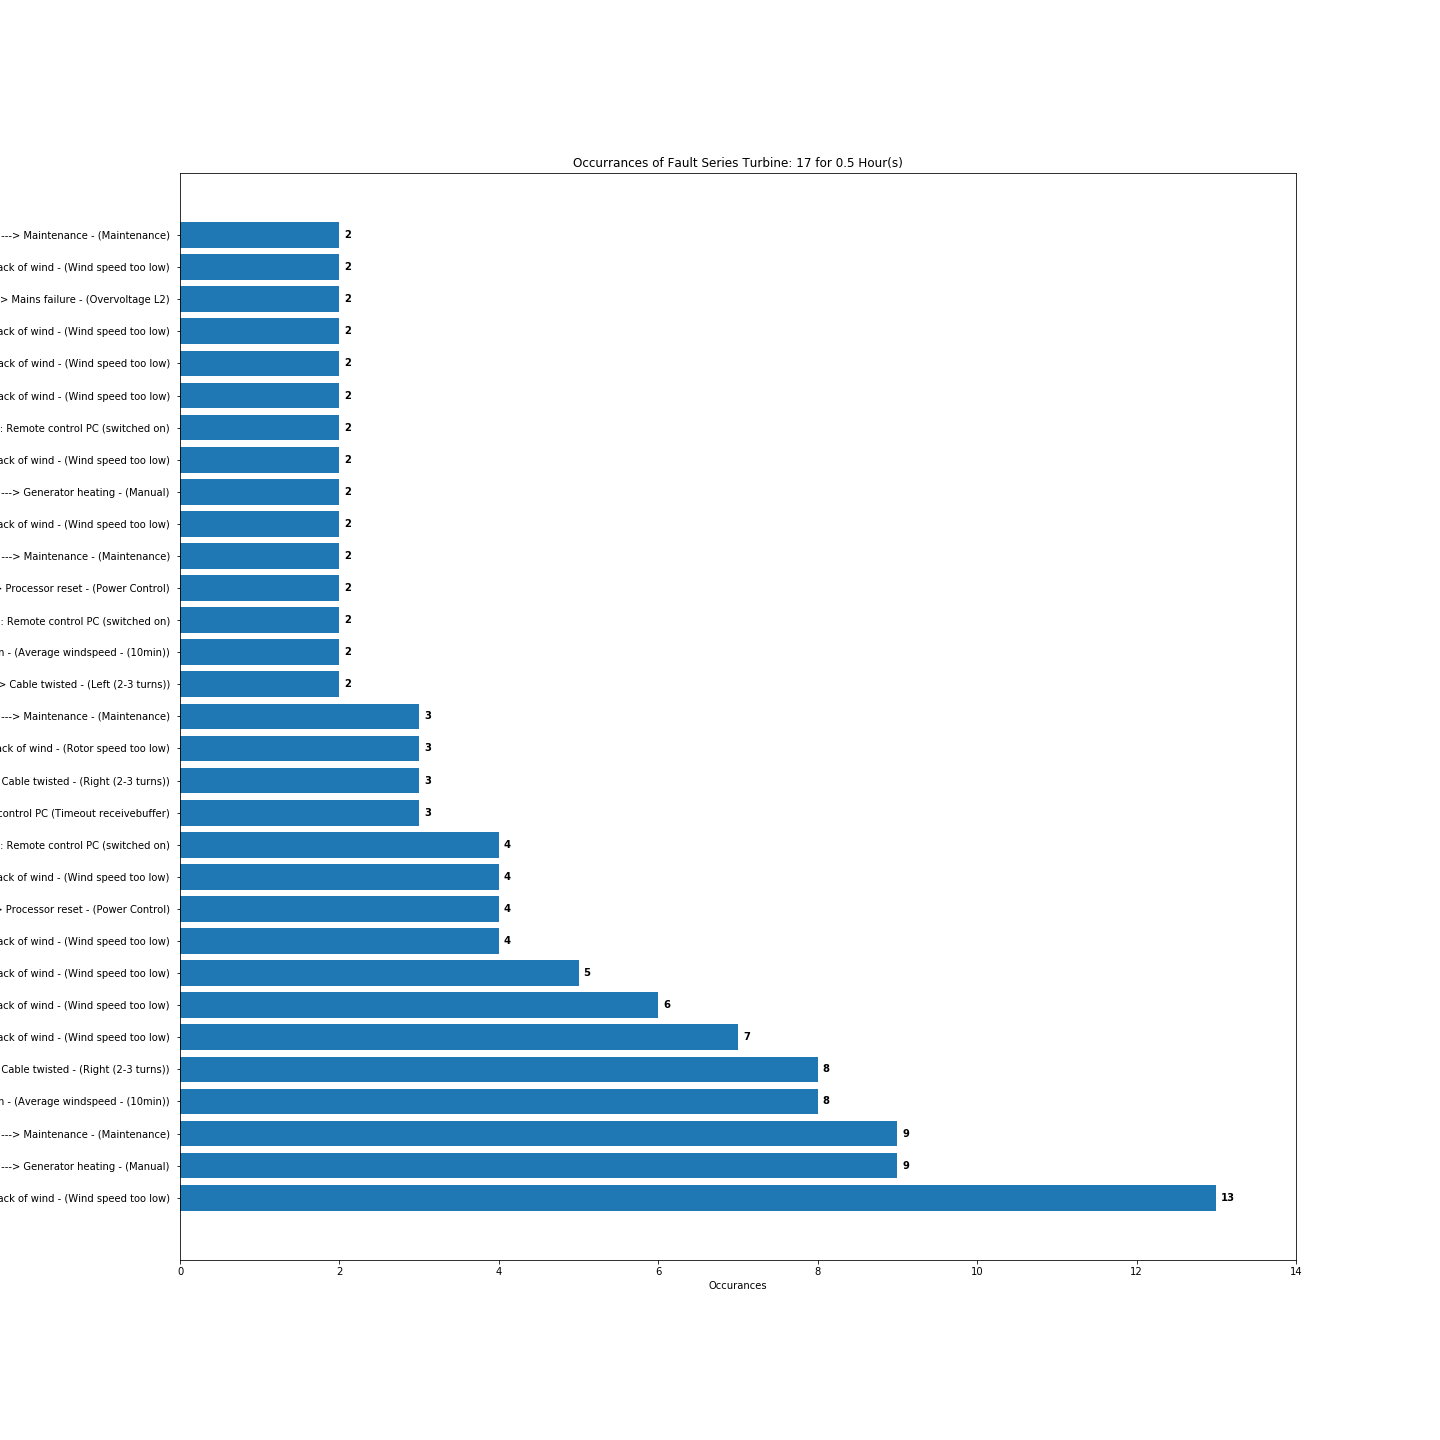 Occurrances of Fault Series Turbine: 17 for 0.5 Hour(s)
---> Maintenance - (Maintenance) 2
ack of wind - (Wind speed too low) 2
> Mains failure - (Overvoltage L2) 2
ack of wind - (Wind speed too low) 2
ack of wind - (Wind speed too low) 2
ack of wind - (Wind speed too low) 2
: Remote control PC (switched on) 2
ack of wind - (Wind speed too low) 2
---> Generator heating - (Manual) 2
ack of wind - (Wind speed too low) 2
---> Maintenance - (Maintenance) 2
> Processor reset - (Power Control) 2
: Remote control PC (switched on) 2
n - (Average windspeed - (10min)) 2
> Cable twisted - (Left (2-3 turns)) 2
---> Maintenance - (Maintenance) 3
ack of wind - (Rotor speed too low) 3
Cable twisted - (Right (2-3 turns)) 3
control PC (Timeout receivebuffer) 3
: Remote control PC (switched on) 4
ack of wind - (Wind speed too low) 4
> Processor reset - (Power Control) 4
ack of wind - (Wind speed too low) 4
ack of wind - (Wind speed too low) 5
ack of wind - (Wind speed too low) 6
ack of wind - (Wind speed too low) 7
Cable twisted - (Right (2-3 turns)) 8
n - (Average windspeed - (10min)) 8
---> Maintenance - (Maintenance) 9
---> Generator heating - (Manual) 9
ack of wind - (Wind speed too low) 13
0 2 4 6 8 10 12 14
Occurances